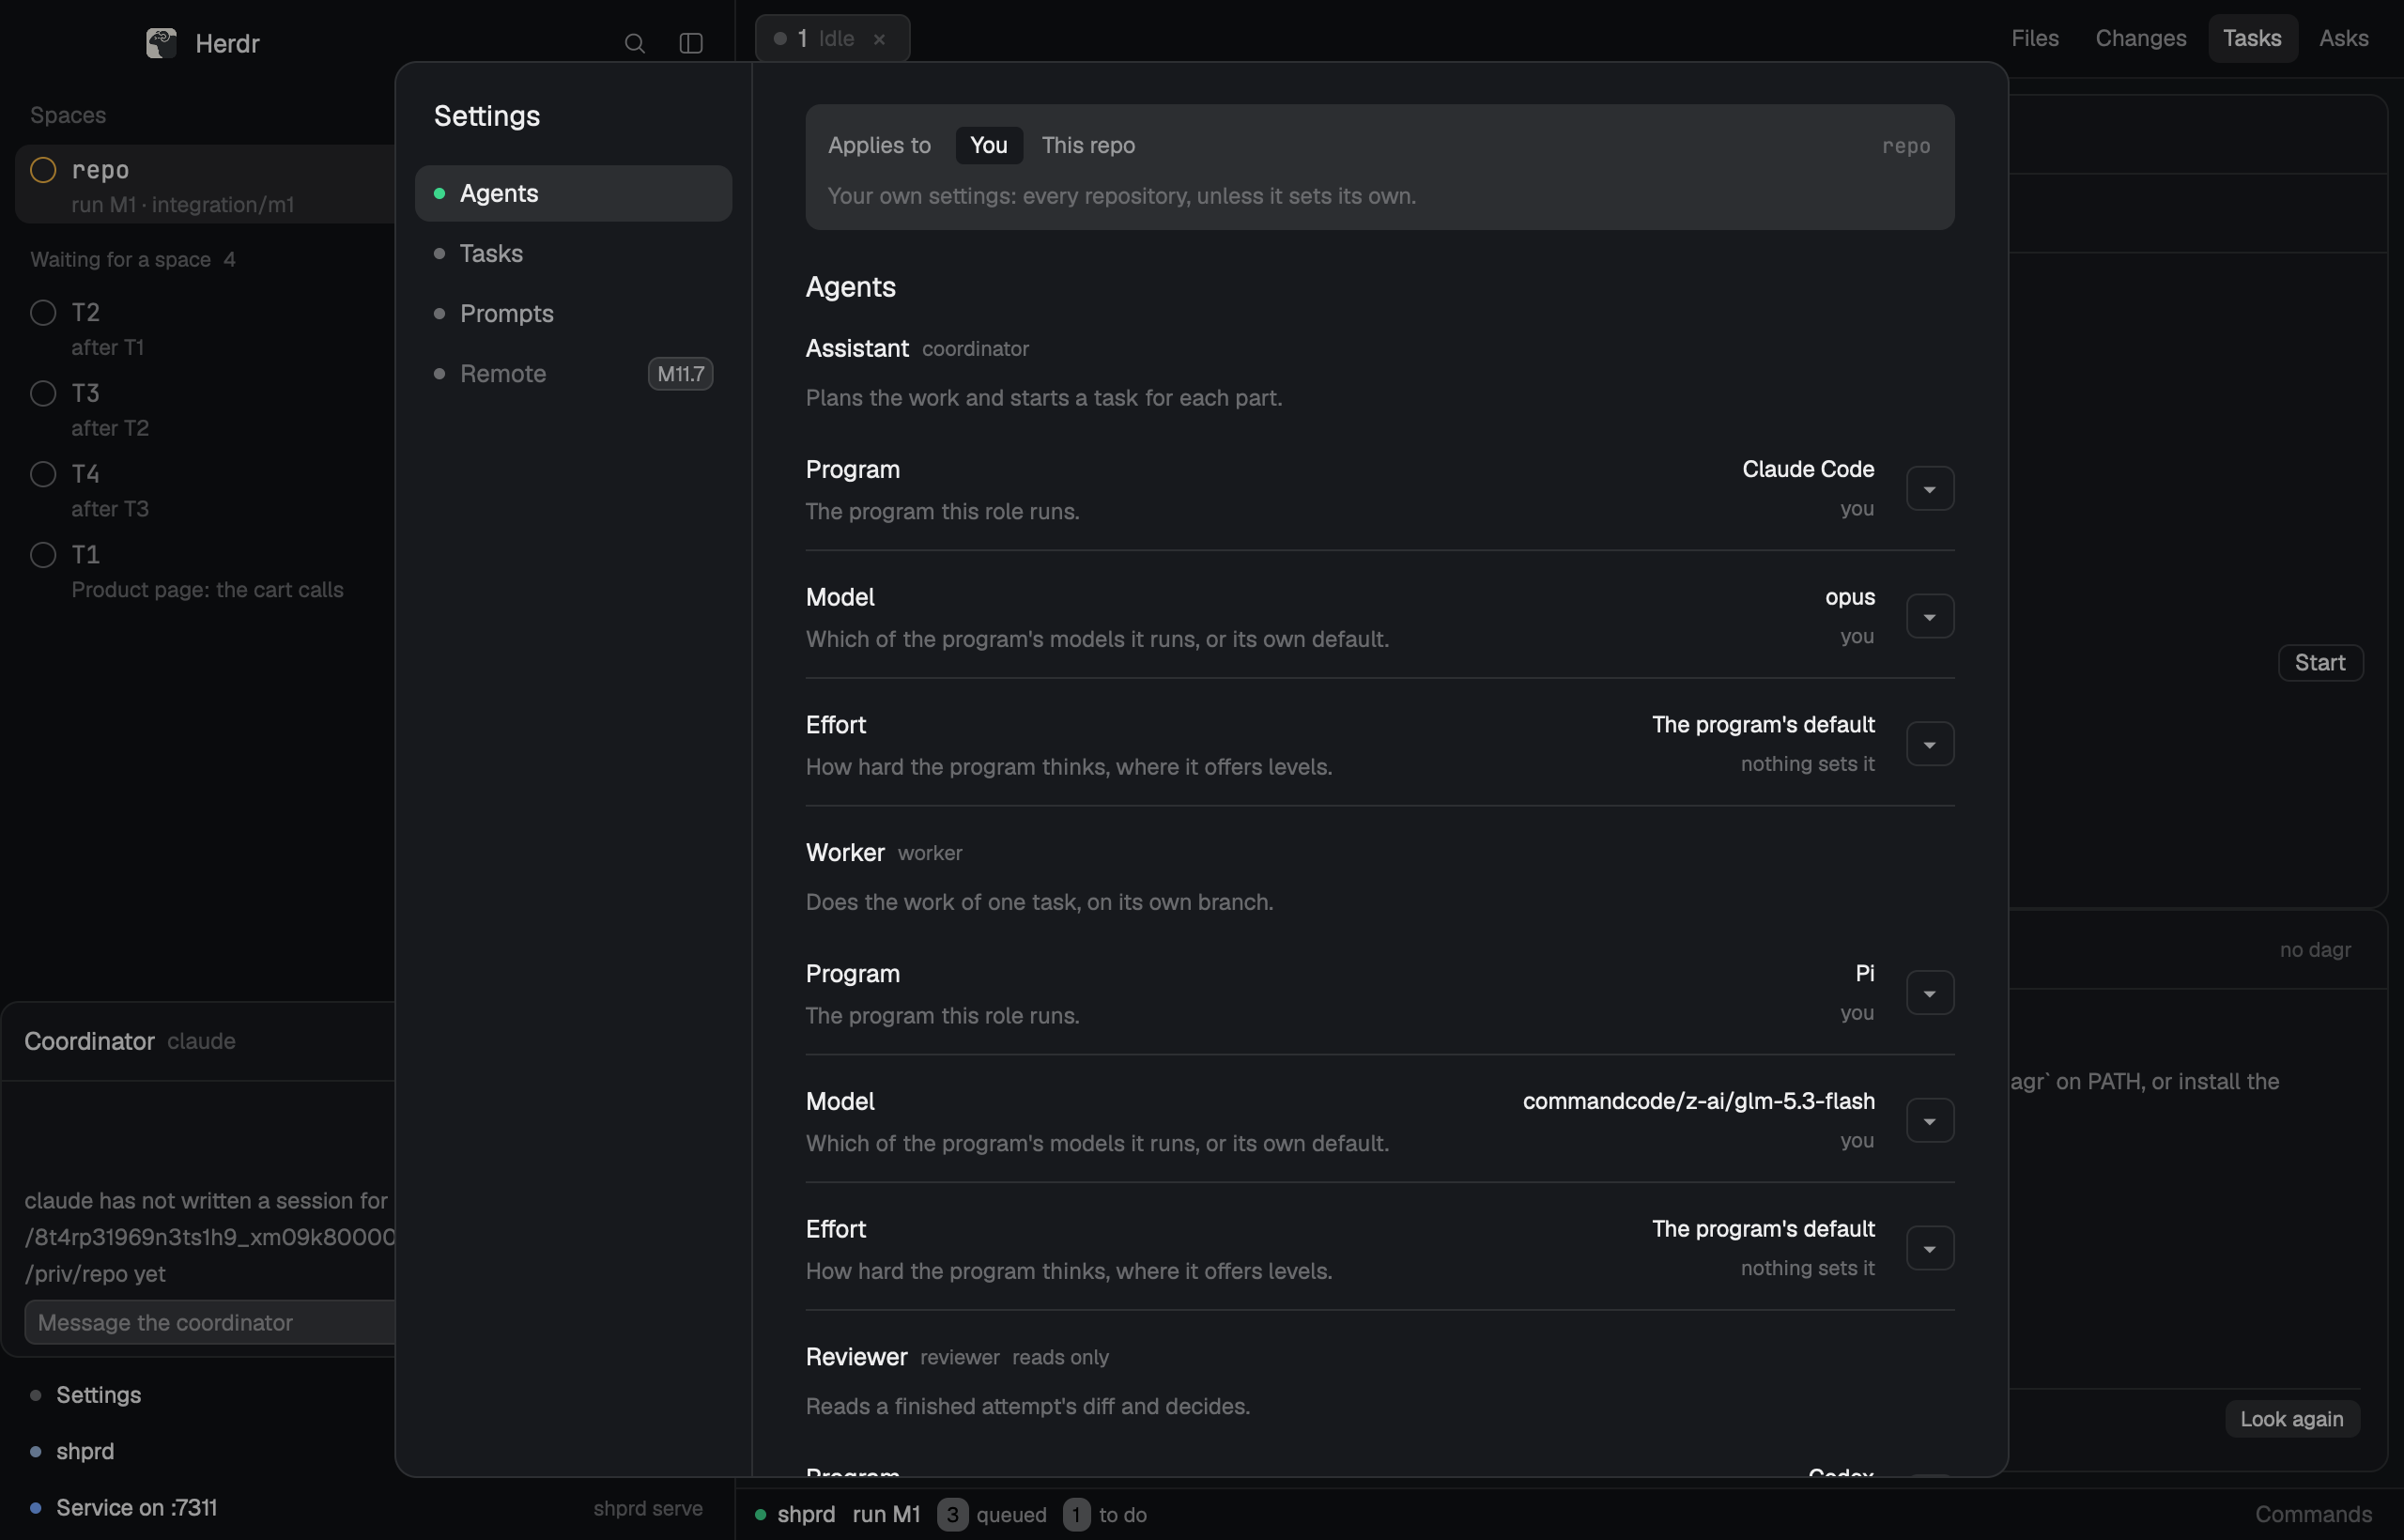 Herdr
1 Idle ×
Files Changes Tasks Asks
Spaces
repo
run M1 · integration/m1
Waiting for a space 4
T2
after T1
T3
after T2
T4
after T3
T1
Product page: the cart calls
Coordinator claude
claude has not written a session for
/8t4rp31969n3ts1h9_xm09k80000
/priv/repo yet
Message the coordinator
Settings
shprd
Service on :7311 shprd serve
Settings
Agents
Tasks
Prompts
Remote M11.7
Applies to You This repo repo
Your own settings: every repository, unless it sets its own.
Agents
Assistant coordinator
Plans the work and starts a task for each part.
Program Claude Code
The program this role runs. you
Model opus
Which of the program's models it runs, or its own default. you
Effort The program's default
How hard the program thinks, where it offers levels. nothing sets it
Worker worker
Does the work of one task, on its own branch.
Program Pi
The program this role runs. you
Model commandcode/z-ai/glm-5.3-flash
Which of the program's models it runs, or its own default. you
Effort The program's default
How hard the program thinks, where it offers levels. nothing sets it
Reviewer reviewer reads only
Reads a finished attempt's diff and decides.
Program Codex
Start
no dagr
agr` on PATH, or install the
Look again
shprd run M1 3 queued 1 to do
Commands